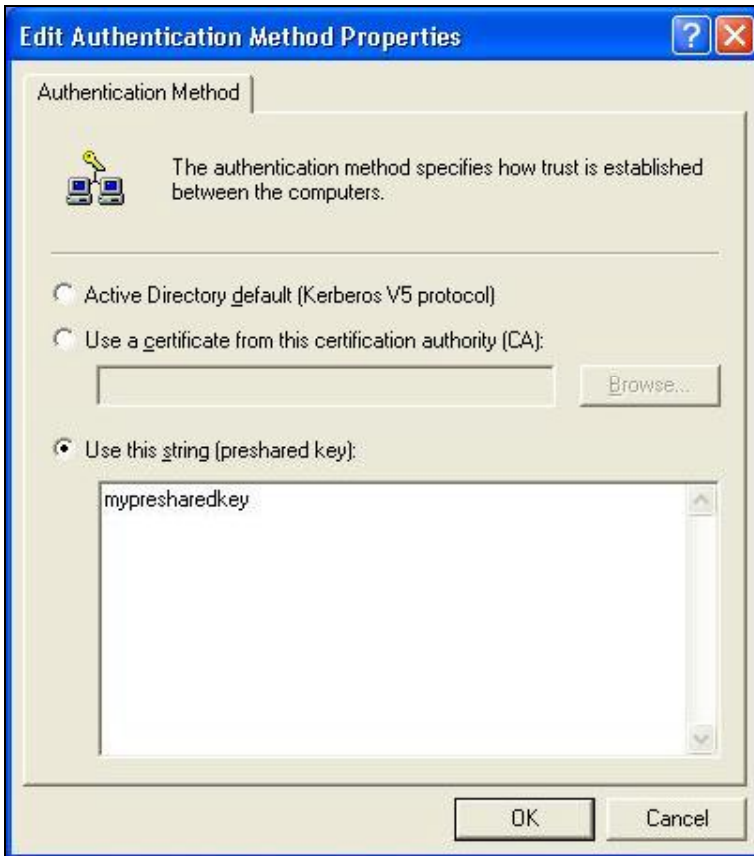 Edit Authentication Method Properties
Authentication Method
The authentication method specifies how trust is established
between the computers.
Active Directory default (Kerberos V5 protocol)
Use a certificate from this certification authority (CA):
Browse...
Use this string (preshared key):
mypresharedkey
OK
Cancel